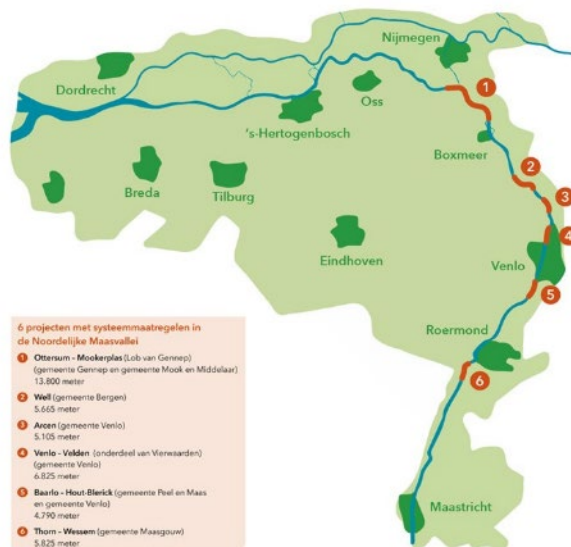 Nijmegen
1
Dordrecht
Oss
's-Hertogenbosch
Boxmeer
2
Breda
Tilburg
3
4
Eindhoven
Venlo
5
Roermond
6
Maastricht
6 projecten met systeemmaatregelen in
de Noordelijke Maasvallei
1 Ottersum - Mookerplas (Lob van Gennep)
(gemeente Gennep en gemeente Mook en Middelaar)
13.800 meter
2 Well (gemeente Bergen)
5.665 meter
3 Arcen (gemeente Venlo)
5.105 meter
4 Venlo - Velden (onderdeel van Vierwaarden)
(gemeente Venlo)
6.825 meter
5 Baarlo - Hout-Blerick (gemeente Peel en Maas
en gemeente Venlo)
4.790 meter
6 Thorn - Wessem (gemeente Maasgouw)
5.825 meter